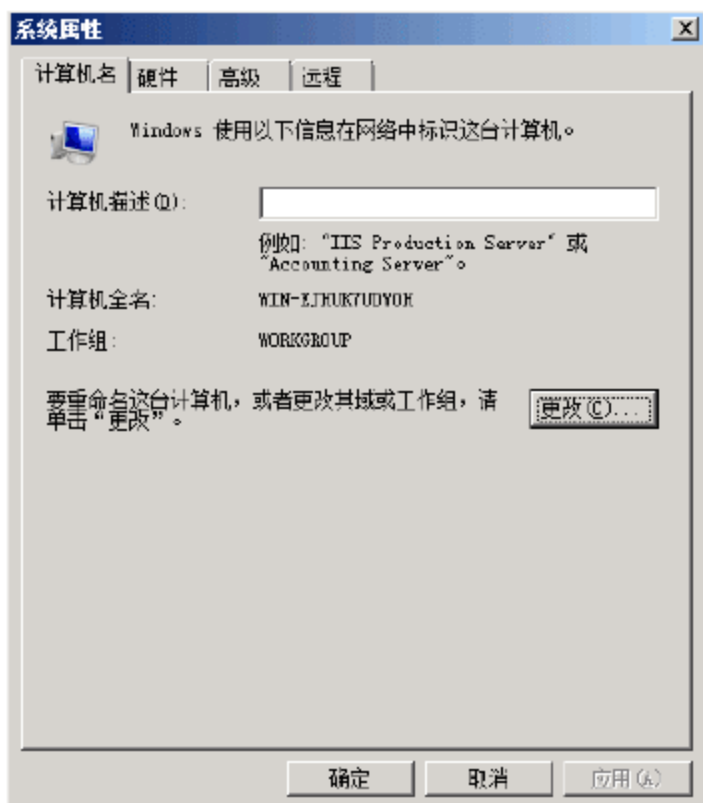 系统属性
计算机名 硬件 高级 远程
Windows 使用以下信息在网络中标识这台计算机。
计算机描述(D):
例如: "IIS Production Server" 或
"Accounting Server"。
计算机全名:
工作组: WORKGROUP
要重命名这台计算机，或者更改其域或工作组，请
单击“更改”。
更改(C)...
确定 取消 应用(A)